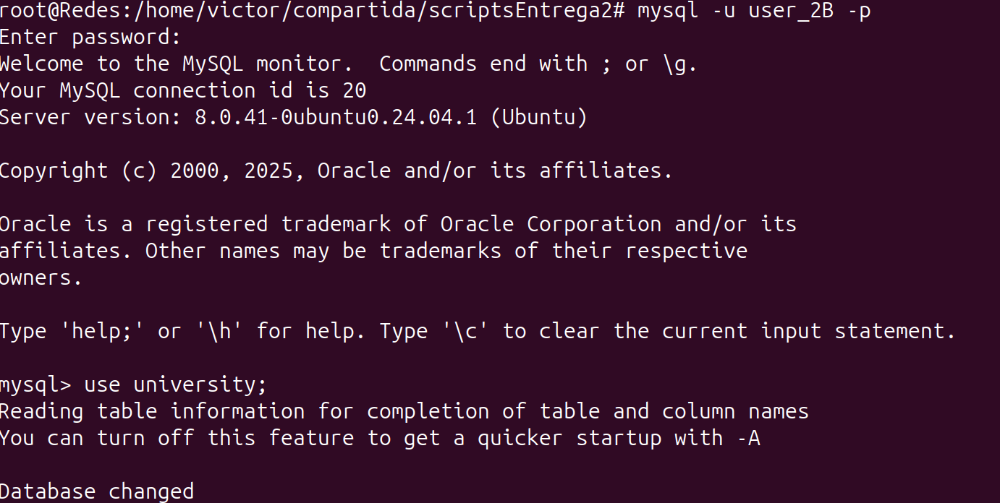 root@Redes:/home/victor/compartida/scriptsEntrega2# mysql -u user_2B -p
Enter password:
Welcome to the MySQL monitor.  Commands end with ; or \g.
Your MySQL connection id is 20
Server version: 8.0.41-0ubuntu0.24.04.1 (Ubuntu)

Copyright (c) 2000, 2025, Oracle and/or its affiliates.

Oracle is a registered trademark of Oracle Corporation and/or its
affiliates. Other names may be trademarks of their respective
owners.

Type 'help;' or '\h' for help. Type '\c' to clear the current input statement.

mysql> use university;
Reading table information for completion of table and column names
You can turn off this feature to get a quicker startup with -A

Database changed